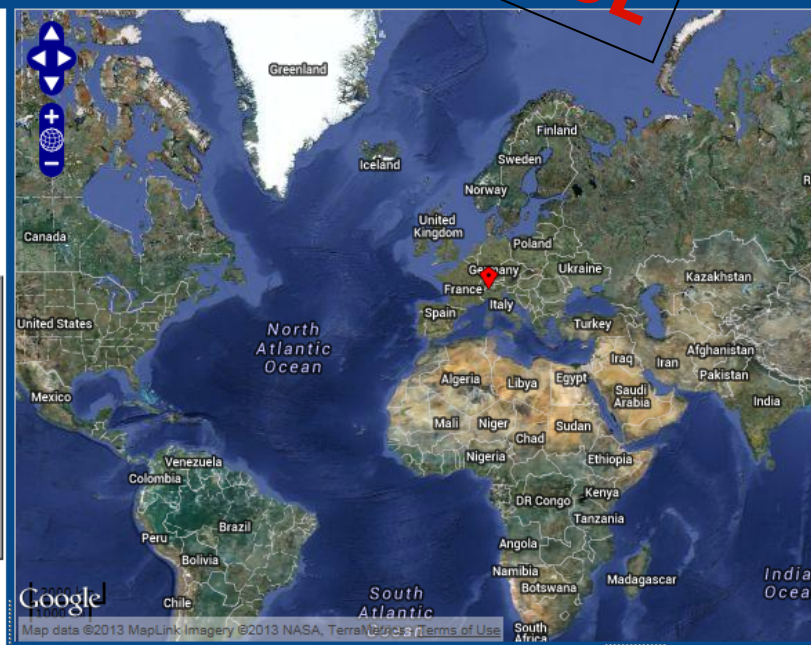 Greenland
Finland
Iceland
Sweden
Norway
United
Kingdom
Canada
Poland
Germany
Ukraine
Kazakhstan
France
Italy
Spain
United States
North
Atlantic
Ocean
Turkey
Afghanistan
Iraq
Iran
Pakistan
Algeria
Libya
Egypt
Saudi
Arabia
India
Mexico
Mali
Niger
Sudan
Chad
Nigeria
Ethiopia
Venezuela
Colombia
DR Congo
Kenya
Tanzania
Brazil
Peru
Angola
Bolivia
Namibia
Botswana
Madagascar
South
Atlantic
Ocean
Chile
South
Africa
Google
Map data ©2013 MapLink Imagery ©2013 NASA, TerraMetrics Terms of Use